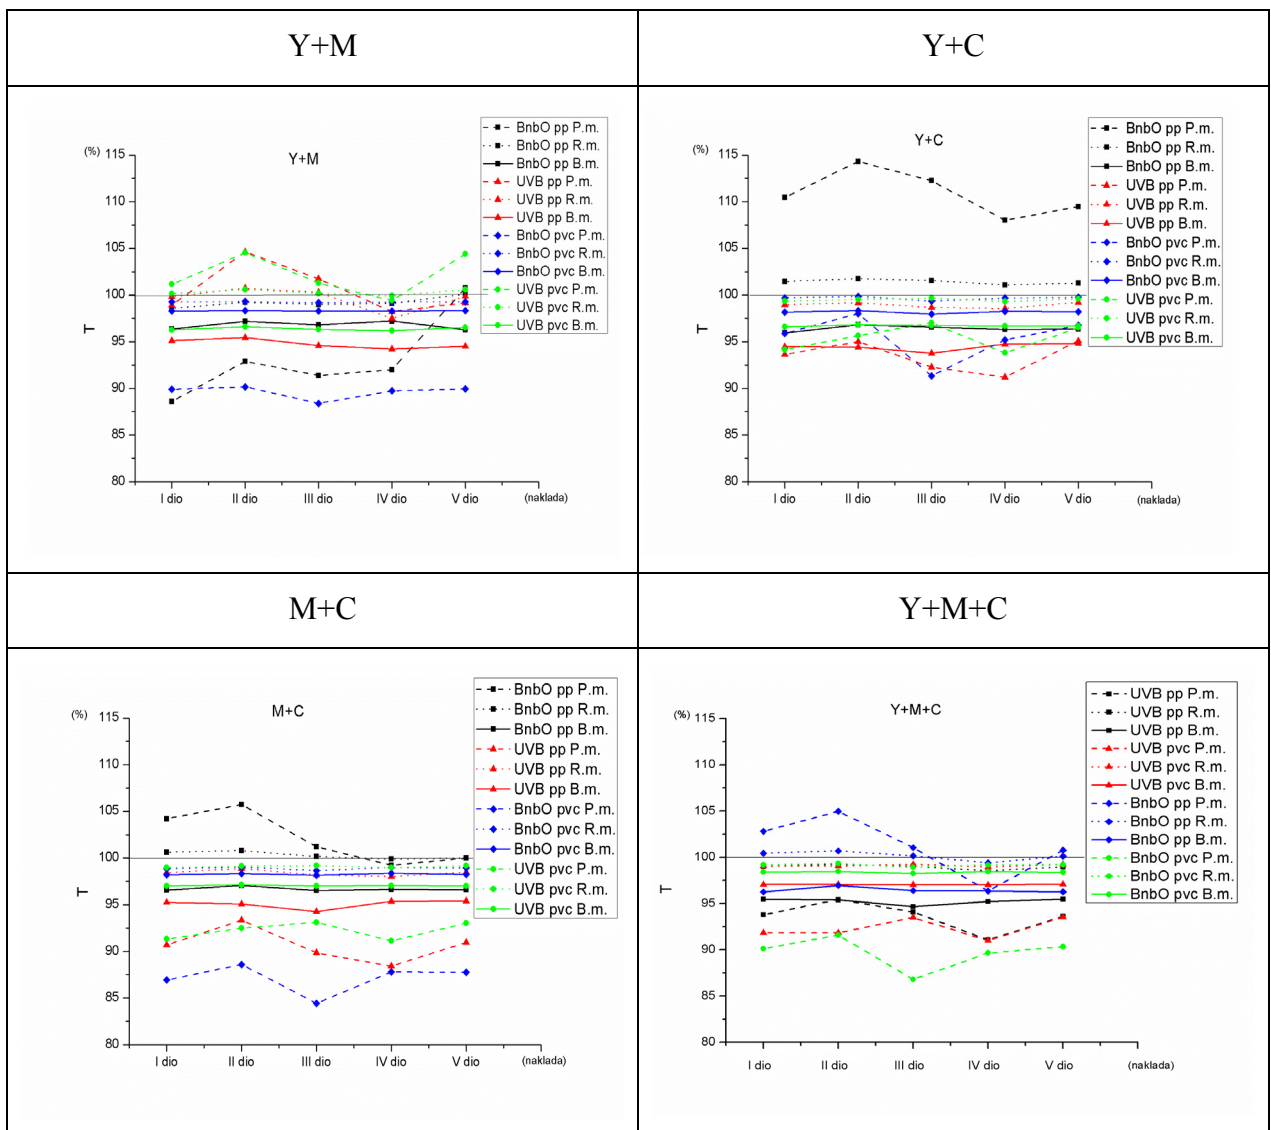 Y+M
Y+C
BnbO pp P.m.
BnbO pp R.m.
BnbO pp B.m.
UVB pp P.m.
UVB pp R.m.
UVB pp B.m.
BnbO pvc P.m.
BnbO pvc R.m.
BnbO pvc B.m.
UVB pvc P.m.
UVB pvc R.m.
UVB pvc B.m.
(%)
Y+M
115
110
105
100
95
90
85
80
T
I dio II dio III dio IV dio V dio (naklada)
BnbO pp P.m.
BnbO pp R.m.
BnbO pp B.m.
UVB pp P.m.
UVB pp R.m.
UVB pp B.m.
BnbO pvc P.m.
BnbO pvc R.m.
BnbO pvc B.m.
UVB pvc P.m.
UVB pvc R.m.
UVB pvc B.m.
(%)
Y+C
115
110
105
100
95
90
85
80
T
I dio II dio III dio IV dio V dio (naklada)
M+C
Y+M+C
BnbO pp P.m.
BnbO pp R.m.
BnbO pp B.m.
UVB pp P.m.
UVB pp R.m.
UVB pp B.m.
BnbO pvc P.m.
BnbO pvc R.m.
BnbO pvc B.m.
UVB pvc P.m.
UVB pvc R.m.
UVB pvc B.m.
(%)
M+C
115
110
105
100
95
90
85
80
T
I dio II dio III dio IV dio V dio (naklada)
UVB pp P.m.
UVB pp R.m.
UVB pp B.m.
UVB pvc P.m.
UVB pvc R.m.
UVB pvc B.m.
BnbO pp P.m.
BnbO pp R.m.
BnbO pp B.m.
BnbO pvc P.m.
BnbO pvc R.m.
BnbO pvc B.m.
(%)
Y+M+C
115
110
105
100
95
90
85
80
T
I dio II dio III dio IV dio V dio (naklada)